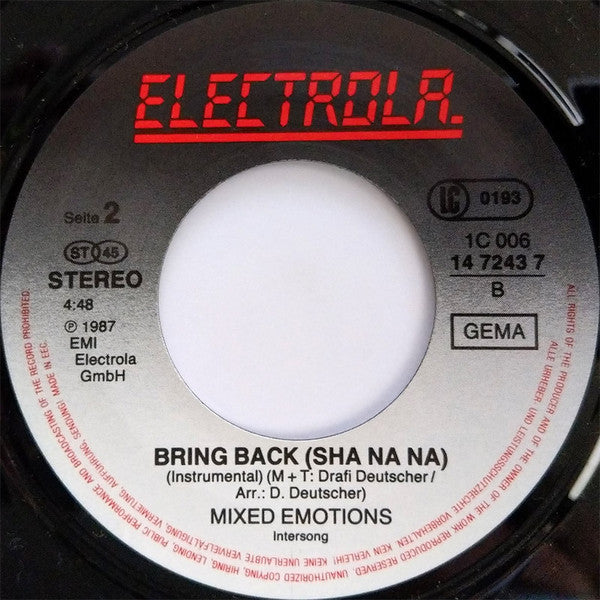 ELECTROLA.
Seite 2
ST 45
STEREO
4:48
℗ 1987
EMI
Electrola
GmbH
LC 0193
1C 006
14 7243 7
B
GEMA
BRING BACK (SHA NA NA)
(Instrumental) (M + T: Drafi Deutscher/
Arr.: D. Deutscher)
MIXED EMOTIONS
Intersong
ALL RIGHTS OF THE PRODUCER AND OF THE OWNER OF THE WORK REPRODUCED RESERVED. UNAUTHORIZED COPYING, HIRING, LENDING, PUBLIC PERFORMANCE AND BROADCASTING OF THE RECORD PROHIBITED.
ALLE URHEBER- UND LEISTUNGSSCHUTZRECHTE VORBEHALTEN. KEIN VERLEIH! KEINE UNERLAUBTE VERVIELFÄLTIGUNG, VERMIETUNG, AUFFÜHRUNG, SENDUNG! MADE IN EEC.